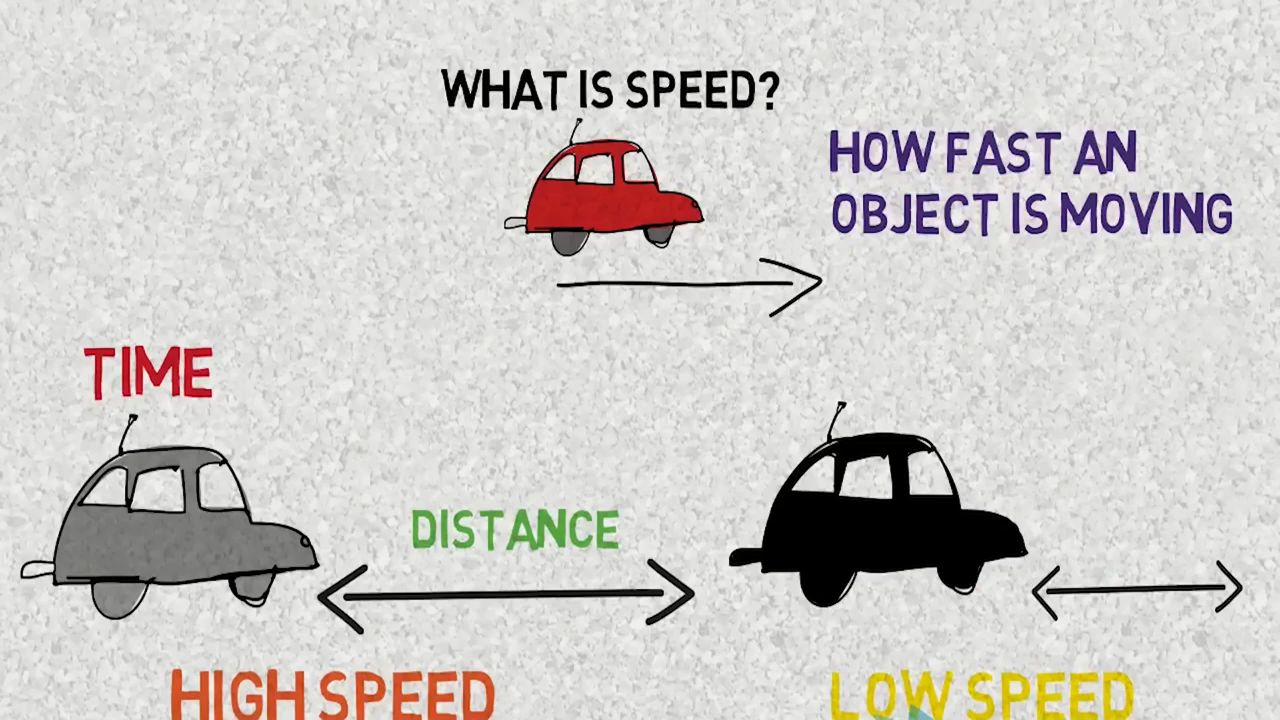 WHAT IS SPEED?
HOW FAST AN
OBJECT IS MOVING
TIME
DISTANCE
HIGH SPEED
LOW SPEED